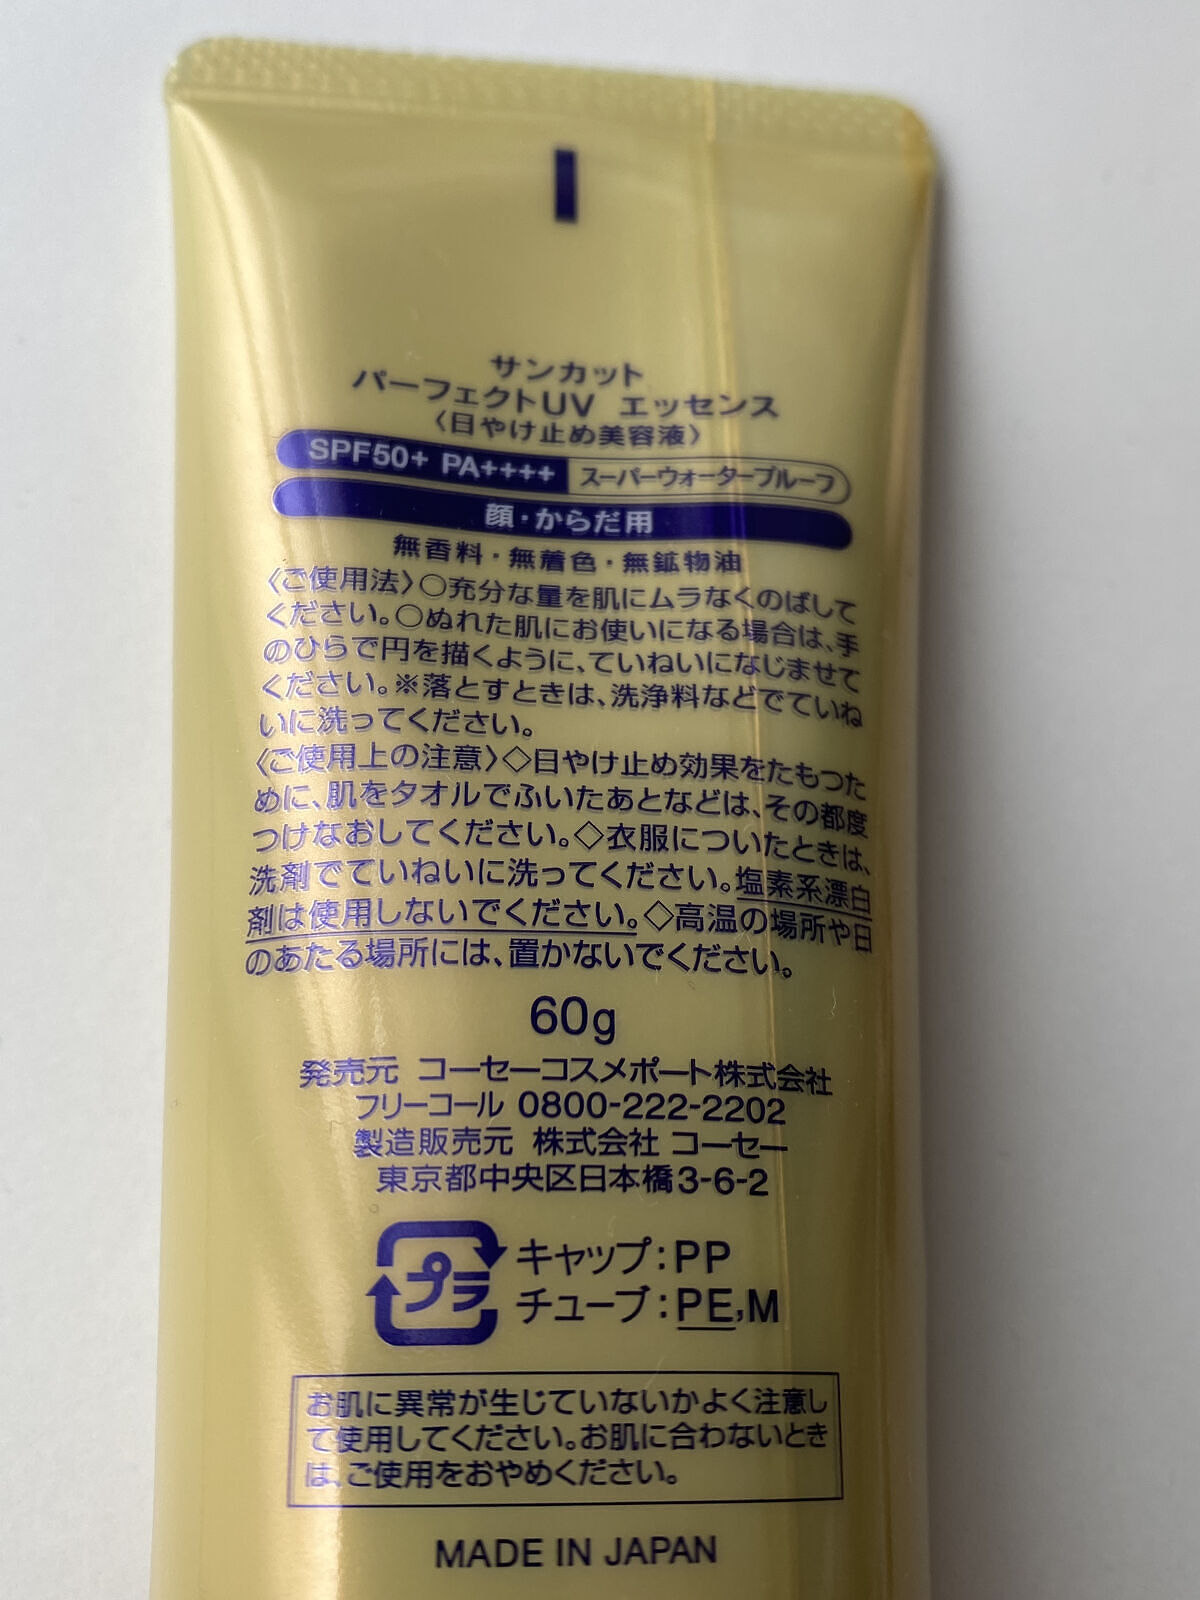 サンカット
パーフェクトUV エッセンス
〈日やけ止め美容液〉
SPF50+ PA++++ スーパーウォータープルーフ
顔・からだ用
無香料・無着色・無鉱物油
〈ご使用法〉○充分な量を肌にムラなくのばして
ください。○ぬれた肌にお使いになる場合は、手
のひらで円を描くように、ていねいになじませて
ください。※落とすときは、洗浄料などでていね
いに洗ってください。
〈ご使用上の注意〉◇日やけ止め効果をたもつた
めに、肌をタオルでふいたあとなどは、その都度
つけなおしてください。◇衣服についたときは、
洗剤でていねいに洗ってください。塩素系漂白
剤は使用しないでください。◇高温の場所や日
のあたる場所には、置かないでください。
60g
発売元 コーセーコスメポート株式会社
フリーコール 0800-222-2202
製造販売元 株式会社 コーセー
東京都中央区日本橋3-6-2
プラ
キャップ:PP
チューブ:PE,M
お肌に異常が生じていないかよく注意し
て使用してください。お肌に合わないとき
は、ご使用をおやめください。
MADE IN JAPAN